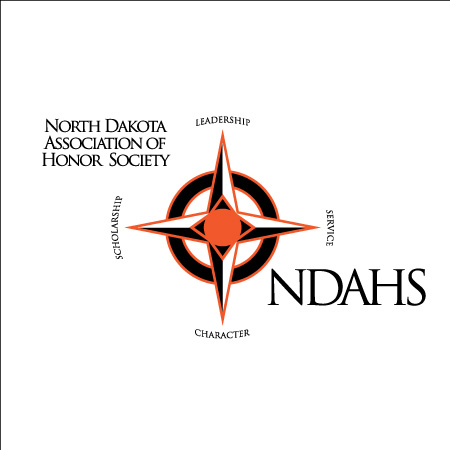 LEADERSHIP
NORTH DAKOTA
ASSOCIATION OF
HONOR SOCIETY
SCHOLARSHIP
SERVICE
NDAHS
CHARACTER